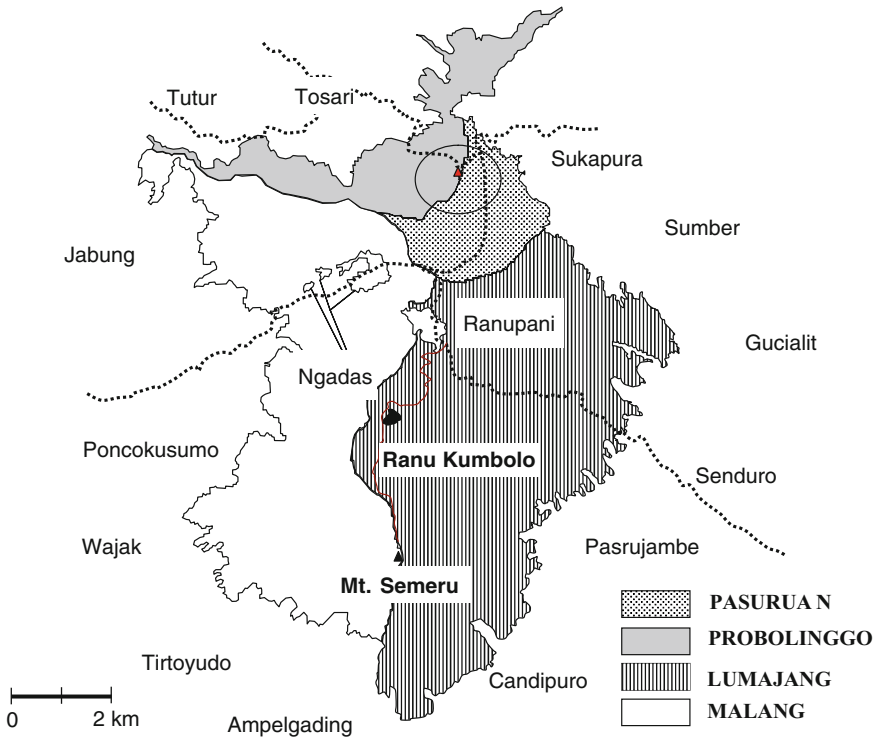 Tutur
Tosari
Sukapura
Sumber
Jabung
Ranupani
Gucialit
Ngadas
Poncokusumo
Ranu Kumbolo
Senduro
Wajak
Pasrujambe
Mt. Semeru
PASURUA N
PROBOLINGGO
Tirtoyudo
LUMAJANG
Candipuro
MALANG
0 2 km
Ampelgading